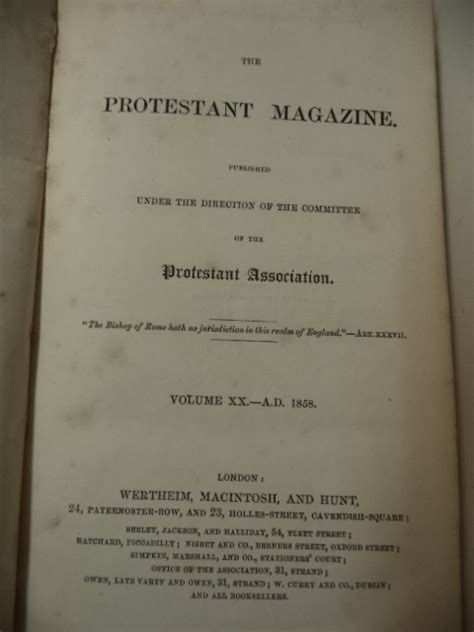 THE
PROTESTANT MAGAZINE.
PUBLISHED
UNDER THE DIRECTION OF THE COMMITTEE
OF THE
Protestant Association.
"The Bishop of Rome hath no jurisdiction in this realm of England."—ART. XXXVII.
VOLUME XX.—A.D. 1858.
LONDON:
WERTHEIM, MACINTOSH, AND HUNT,
24, PATERNOSTER-ROW, AND 23, HOLLES-STREET, CAVENDISH-SQUARE;
SEELEY, JACKSON, AND HALLIDAY, 54, FLEET STREET;
HATCHARD, PICCADILLY; NISBET AND CO., BERNERS STREET, OXFORD STREET;
SIMPKIN, MARSHALL, AND CO., STATIONERS' COURT;
OFFICE OF THE ASSOCIATION, 31, STRAND;
OWEN, LATE VARTY AND OWEN, 31, STRAND; W. CURRY AND CO., DUBLIN;
AND ALL BOOKSELLERS.